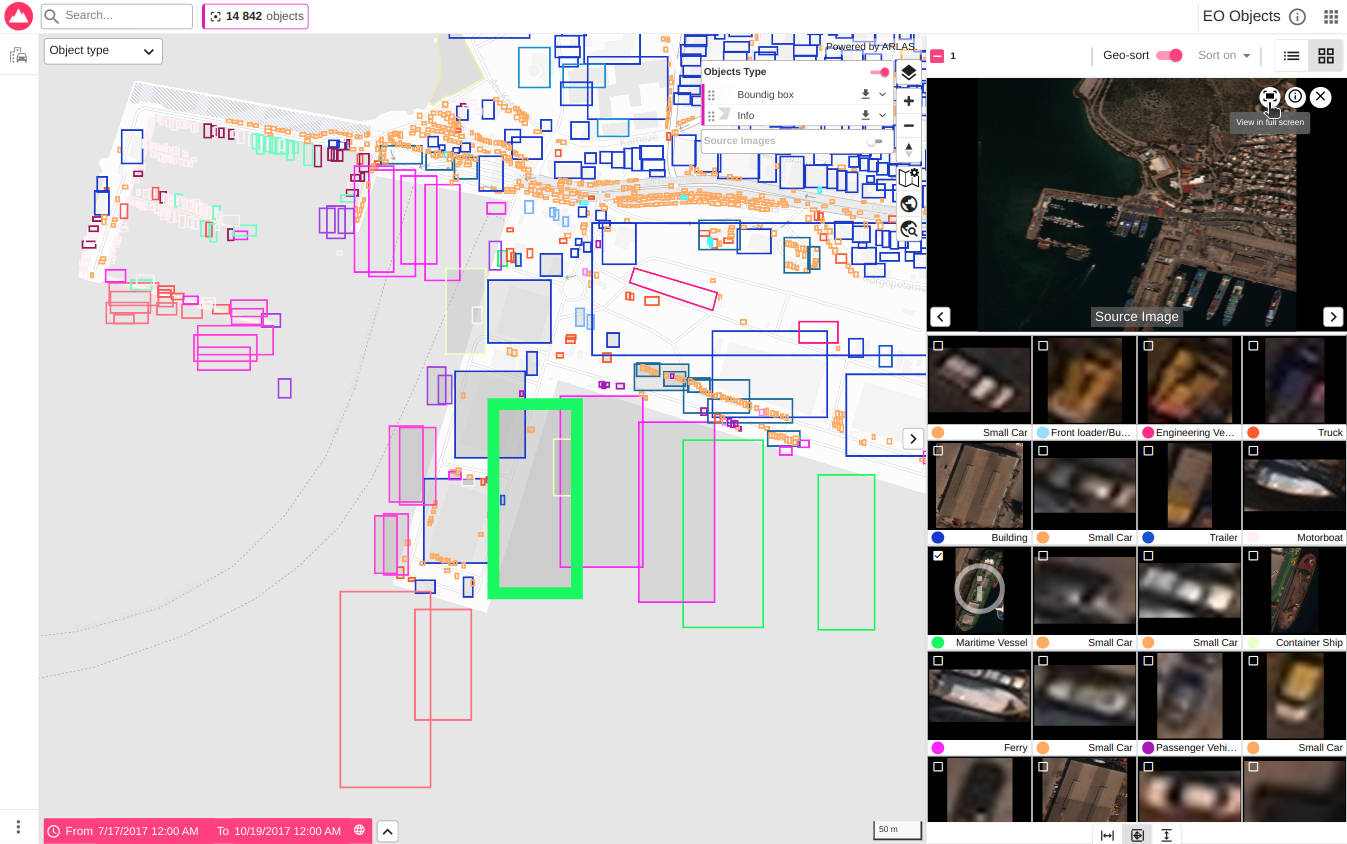 Search...
14 842 objects
EO Objects
Object type
Powered by ARLAS.
1
Geo-sort
Sort on
Objects Type
Boundig box
Info
Source Images
View in full screen
Source Image
Small Car
Front loader/Bu...
Engineering Ve...
Truck
Building
Small Car
Trailer
Motorboat
Maritime Vessel
Small Car
Small Car
Container Ship
Ferry
Small Car
Passenger Vehi...
Small Car
From 7/17/2017 12:00 AM To 10/19/2017 12:00 AM
50 m